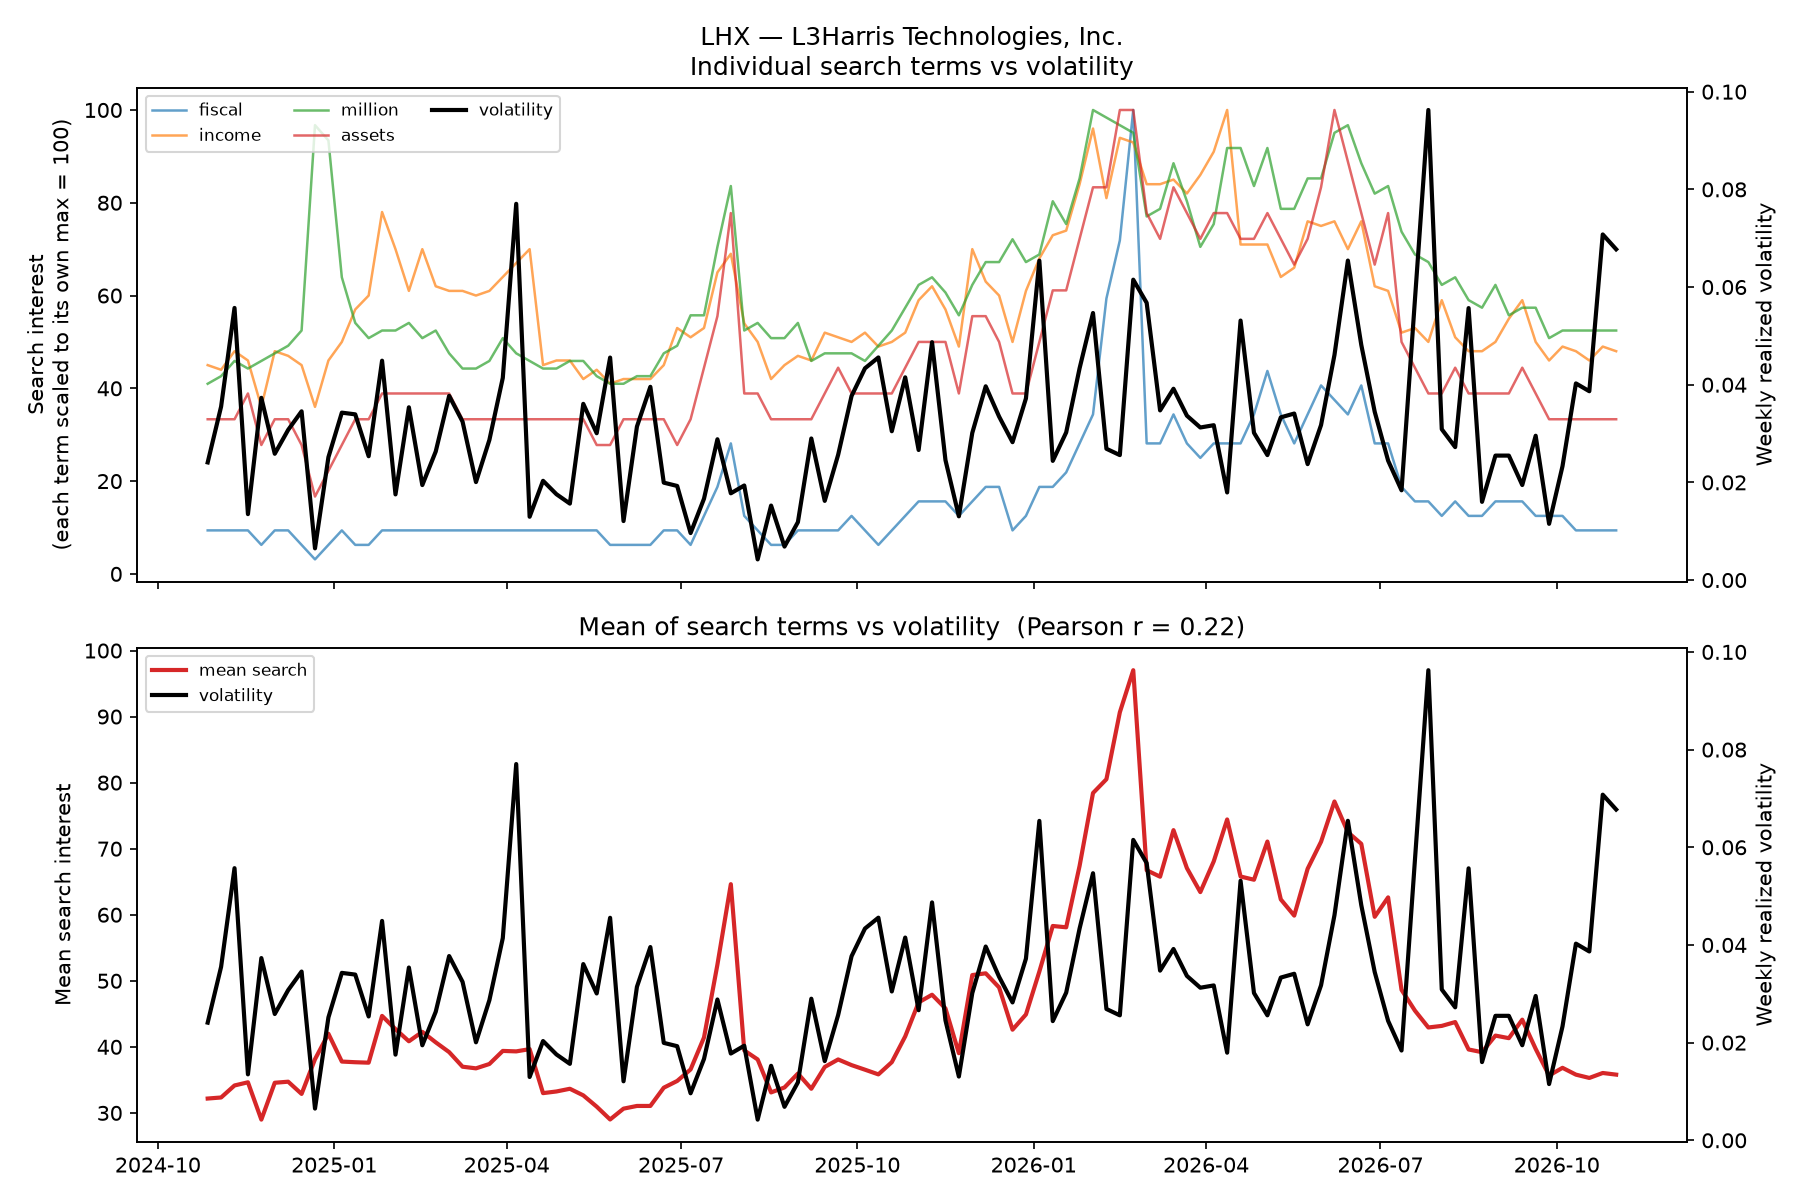 LHX — L3Harris Technologies, Inc.
Individual search terms vs volatility
fiscal
income
million
assets
volatility
Search interest
(each term scaled to its own max = 100)
100
80
60
40
20
0
0.10
0.08
0.06
0.04
0.02
0.00
Weekly realized volatility
Mean of search terms vs volatility (Pearson r = 0.22)
mean search
volatility
Mean search interest
100
90
80
70
60
50
40
30
0.10
0.08
0.06
0.04
0.02
0.00
Weekly realized volatility
2024-10
2025-01
2025-04
2025-07
2025-10
2026-01
2026-04
2026-07
2026-10